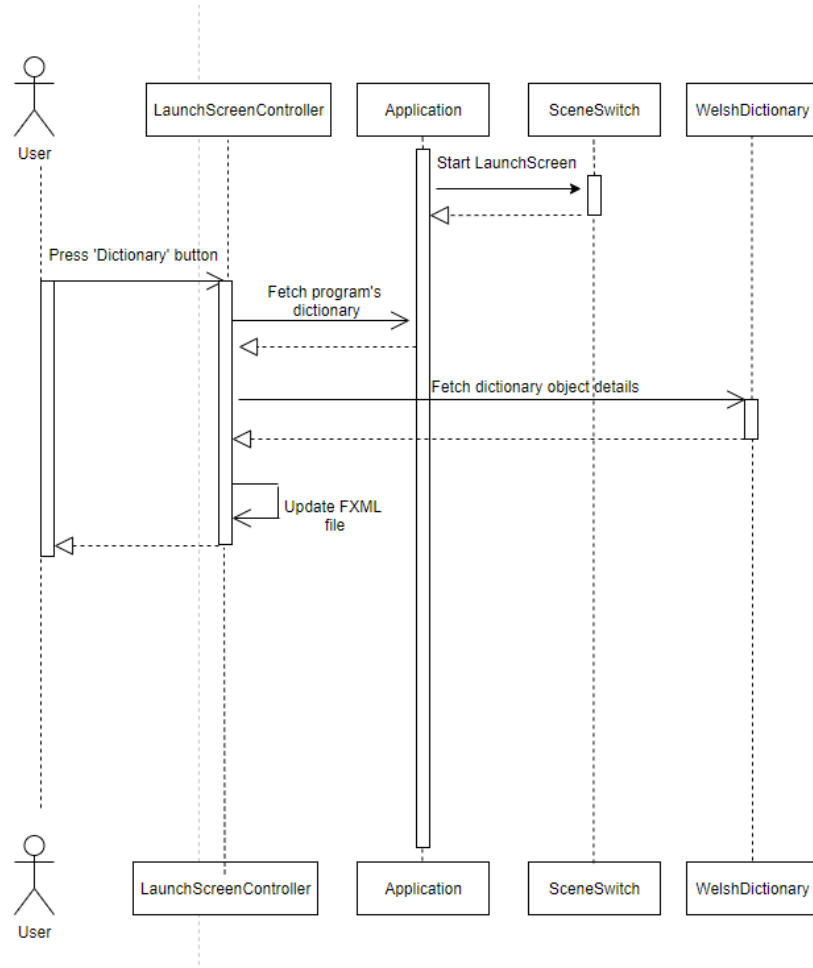 User
LaunchScreenController
Application
SceneSwitch
WelshDictionary
Start LaunchScreen
Press 'Dictionary' button
Fetch program's
dictionary
Fetch dictionary object details
Update FXML
file
User
LaunchScreenController
Application
SceneSwitch
WelshDictionary